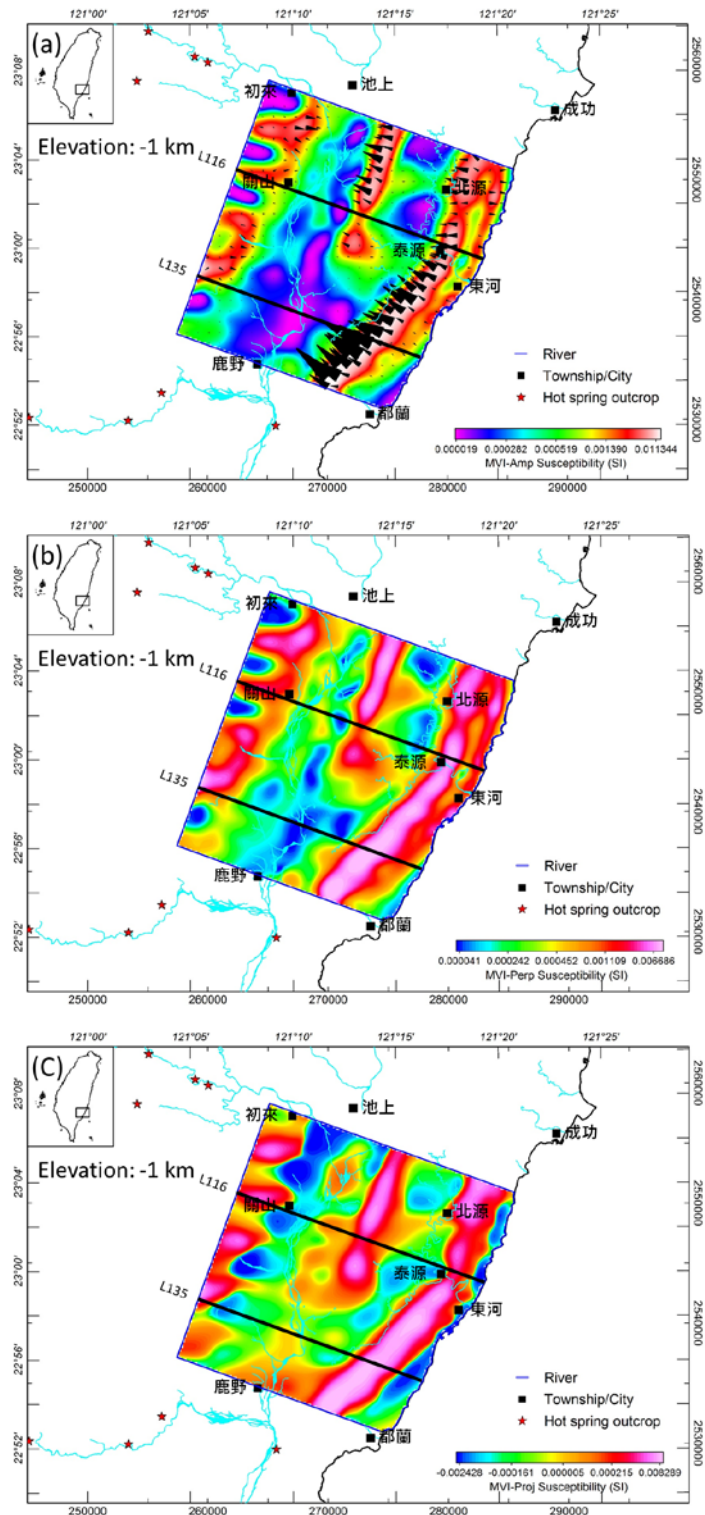 121°00' 121°05' 121°10' 121°15' 121°20' 121°25'
(a)
池上
初來
成功
Elevation: -1 km
L116
關山
北源
泰源
L135
東河
鹿野
都蘭
River
Township/City
Hot spring outcrop
0.000019 0.000282 0.000519 0.001390 0.011344
MVI-Amp Susceptibility (SI)
23°08' 23°04' 23°00' 22°56' 22°52'
2560000 2550000 2540000 2530000
250000 260000 270000 280000 290000
121°00' 121°05' 121°10' 121°15' 121°20' 121°25'
(b)
池上
初來
成功
Elevation: -1 km
L116
關山
北源
泰源
L135
東河
鹿野
都蘭
River
Township/City
Hot spring outcrop
0.000041 0.000242 0.000452 0.001109 0.006686
MVI-Perp Susceptibility (SI)
23°08' 23°04' 23°00' 22°56' 22°52'
2560000 2550000 2540000 2530000
250000 260000 270000 280000 290000
121°00' 121°05' 121°10' 121°15' 121°20' 121°25'
(C)
池上
初來
成功
Elevation: -1 km
L116
關山
北源
泰源
L135
東河
鹿野
都蘭
River
Township/City
Hot spring outcrop
-0.002428 -0.000151 0.000005 0.000215 0.008289
MVI-Proj Susceptibility (SI)
23°08' 23°04' 23°00' 22°56' 22°52'
2560000 2550000 2540000 2530000
250000 260000 270000 280000 290000